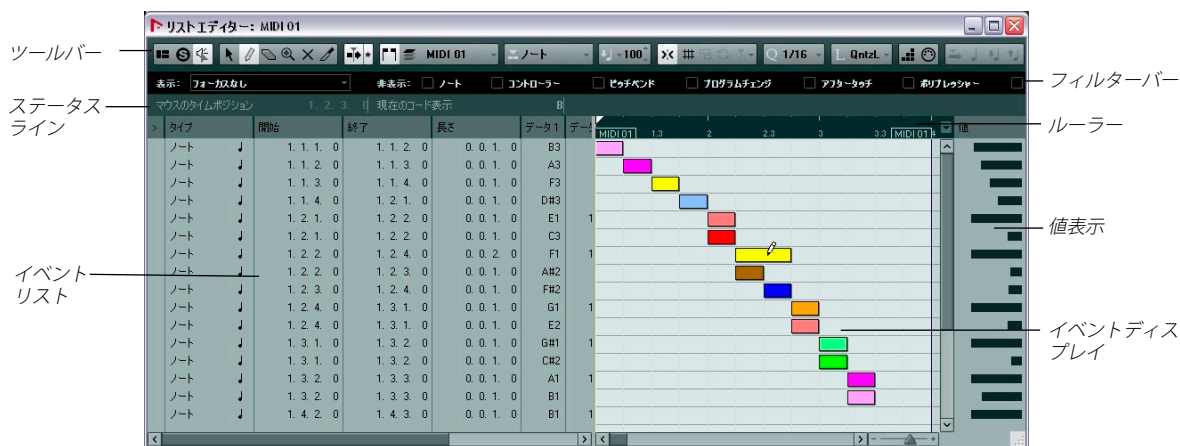 リストエディター: MIDI 01
ツールバー
MIDI 01 ノート -100 1/16 QntzL
表示: フォーカスなし 非表示: ノート コントローラー ピッチベンド プログラムチェンジ アフタータッチ ポリプレッシャー
フィルターバー
ステータス
ライン
マウスのタイムポジション 1. 2. 3. 0 現在のコード表示 B
ルーラー
> タイプ 開始 終了 長さ データ1 データ MIDI 01 1.3 2 2.3 3 3.3 MIDI 01 4 値
ノート 1. 1. 1. 0 1. 1. 2. 0 0. 0. 1. 0 B3
ノート 1. 1. 2. 0 1. 1. 3. 0 0. 0. 1. 0 A3
ノート 1. 1. 3. 0 1. 1. 4. 0 0. 0. 1. 0 F3
ノート 1. 1. 4. 0 1. 2. 1. 0 0. 0. 1. 0 D#3
ノート 1. 2. 1. 0 1. 2. 2. 0 0. 0. 1. 0 E1 1
ノート 1. 2. 1. 0 1. 2. 2. 0 0. 0. 1. 0 C3
ノート 1. 2. 2. 0 1. 2. 4. 0 0. 0. 2. 0 F1 1
ノート 1. 2. 2. 0 1. 2. 3. 0 0. 0. 1. 0 A#2
ノート 1. 2. 3. 0 1. 2. 4. 0 0. 0. 1. 0 F#2
ノート 1. 2. 4. 0 1. 3. 1. 0 0. 0. 1. 0 G1 1
ノート 1. 2. 4. 0 1. 3. 1. 0 0. 0. 1. 0 E2
ノート 1. 3. 1. 0 1. 3. 2. 0 0. 0. 1. 0 G#1 1
ノート 1. 3. 1. 0 1. 3. 2. 0 0. 0. 1. 0 C#2
ノート 1. 3. 2. 0 1. 3. 3. 0 0. 0. 1. 0 A1 1
ノート 1. 3. 2. 0 1. 3. 3. 0 0. 0. 1. 0 B1
ノート 1. 4. 2. 0 1. 4. 3. 0 0. 0. 1. 0 B1 1
イベント
リスト
値表示
イベントディス
プレイ